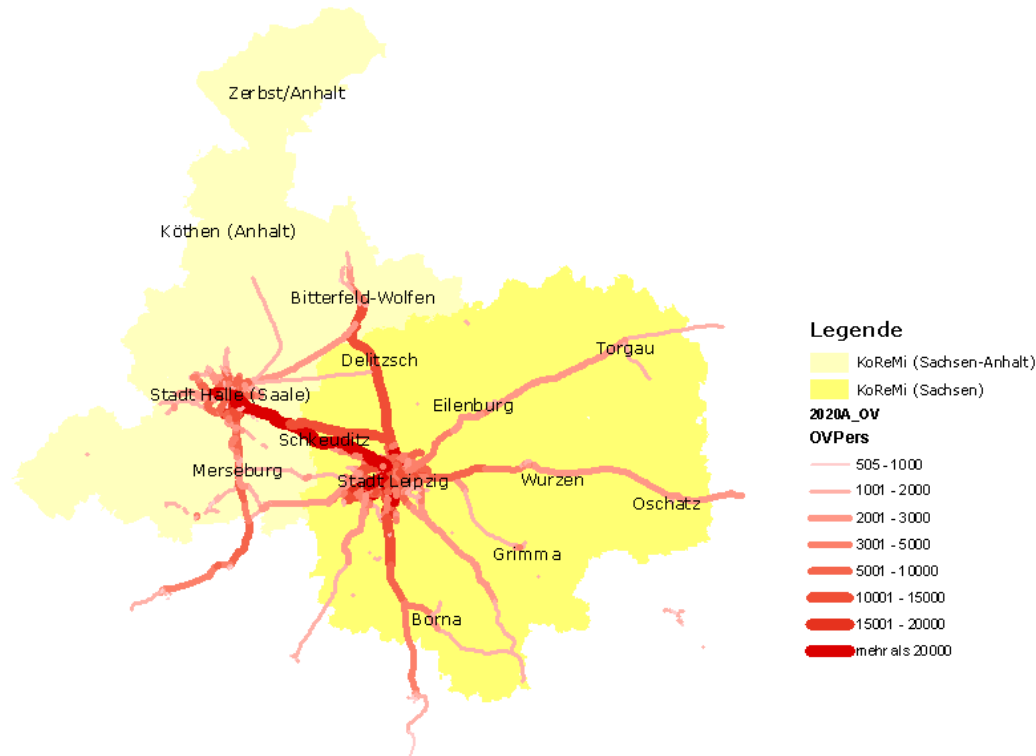 Zerbst/Anhalt
Köthen (Anhalt)
Bitterfeld-Wolfen
Delitzsch
Torgau
Stadt Halle (Saale)
Eilenburg
Schkeuditz
Merseburg
Stadt Leipzig
Wurzen
Oschatz
Grimma
Borna
Legende
KoReMi (Sachsen-Anhalt)
KoReMi (Sachsen)
2020A_OV
OVPers
505 - 1000
1001 - 2000
2001 - 3000
3001 - 5000
5001 - 10000
10001 - 15000
15001 - 20000
mehr als 20000